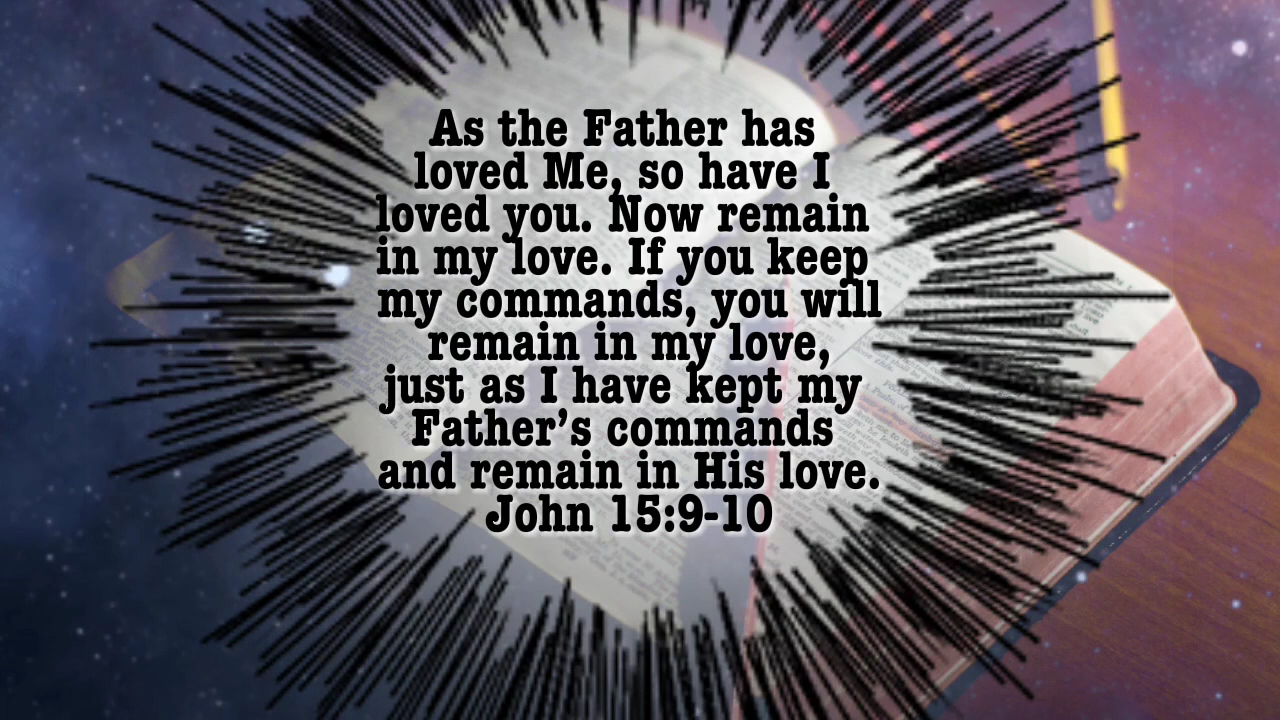 As the Father has
loved Me, so have I
loved you. Now remain
in my love. If you keep
my commands, you will
remain in my love,
just as I have kept my
Father’s commands
and remain in His love.
John 15:9-10